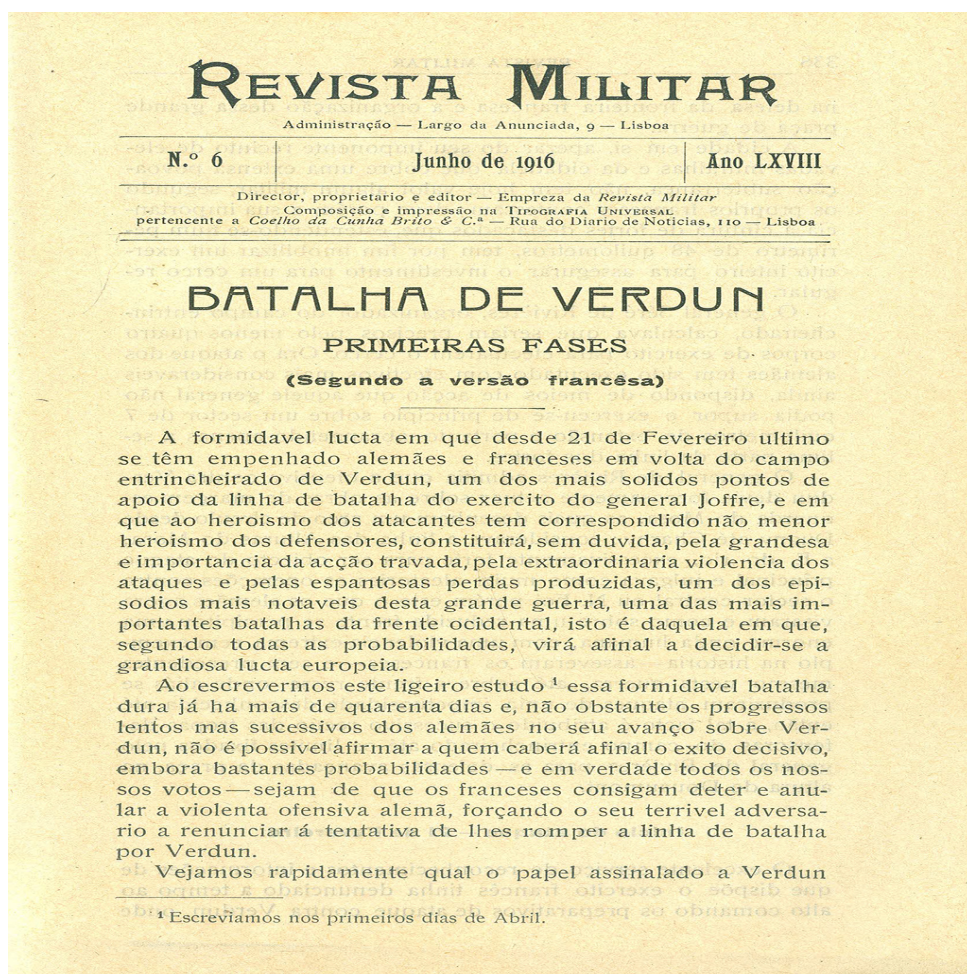 REVISTA MILITAR
Administração — Largo da Anunciada, 9 — Lisboa
N.º 6
Junho de 1916
Ano LXVIII
Director, proprietario e editor — Empreza da Revista Militar
Composição e impressão na TIPOGRAFIA UNIVERSAL
pertencente a Coelho da Cunha Brito & C.ª — Rua do Diario de Noticias, 110 — Lisboa
BATALHA DE VERDUN
PRIMEIRAS FASES
(Segundo a versão francêsa)
A formidavel lucta em que desde 21 de Fevereiro ultimo
se têm empenhado alemães e franceses em volta do campo
entrincheirado de Verdun, um dos mais solidos pontos de
apoio da linha de batalha do exercito do general Joffre, e em
que ao heroismo dos atacantes tem correspondido não menor
heroismo dos defensores, constituirá, sem duvida, pela grandesa
e importancia da acção travada, pela extraordinaria violencia dos
ataques e pelas espantosas perdas produzidas, um dos epi-
sodios mais notaveis desta grande guerra, uma das mais im-
portantes batalhas da frente ocidental, isto é daquela em que,
segundo todas as probabilidades, virá afinal a decidir-se a
grandiosa lucta europeia.
Ao escrevermos este ligeiro estudo ¹ essa formidavel batalha
dura já ha mais de quarenta dias e, não obstante os progressos
lentos mas sucessivos dos alemães no seu avanço sobre Ver-
dun, não é possivel afirmar a quem caberá afinal o exito decisivo,
embora bastantes probabilidades — e em verdade todos os nos-
sos votos — sejam de que os franceses consigam deter e anu-
lar a violenta ofensiva alemã, forçando o seu terrivel adversa-
rio a renunciar á tentativa de lhes romper a linha de batalha
por Verdun.
Vejamos rapidamente qual o papel assinalado a Verdun
¹ Escreviamos nos primeiros dias de Abril.